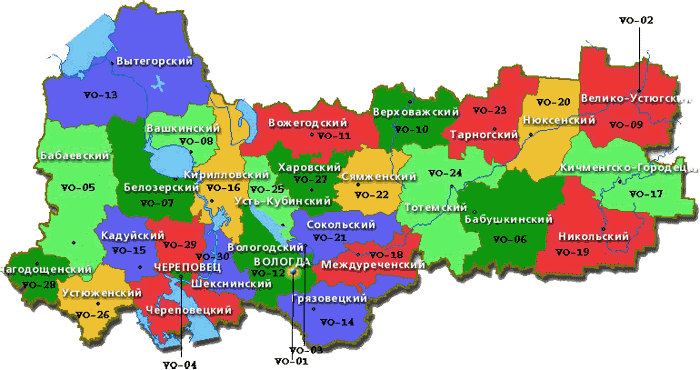 VO-02
Вытегорский
VO-13
VO-23
VO-20
Велико-Устюгск
Верховажский
VO-10
Вожегодский
VO-11
Тарногский
Нюксенский
VO-09
Вашкинский
VO-08
Бабаевский
VO-05
Белозерский
VO-07
Кирилловский
VO-16
Харовский
VO-27
VO-25
Усть-Кубинский
Сямженский
VO-22
VO-24
Тотемский
Кичменгско-Городец
VO-17
Бабушкинский
VO-06
Никольский
VO-19
Кадуйский
VO-15
VO-29
VO-30
Сокольский
VO-21
Вологодский
VO-12
ВОЛОГДА
VO-18
Междуреченский
агодощенский
VO-28
ЧЕРЕПОВЕЦ
Шекснинский
Устюженский
VO-26
Череповецкий
Грязовецкий
VO-14
VO-03
VO-01
VO-04